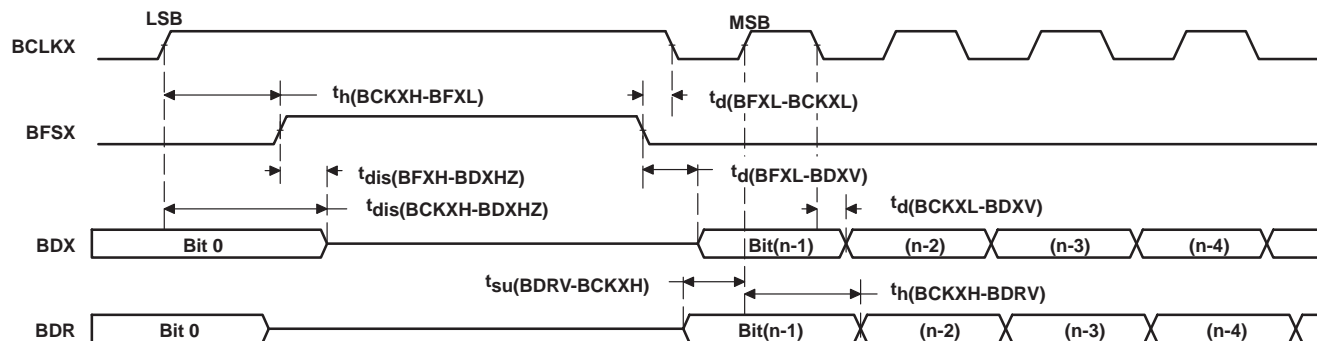 LSB MSB
BCLKX
th(BCKXH-BFXL) td(BFXL-BCKXL)
BFSX
tdis(BFXH-BDXHZ) td(BFXL-BDXV)
tdis(BCKXH-BDXHZ) td(BCKXL-BDXV)
BDX Bit 0 Bit(n-1) (n-2) (n-3) (n-4)
tsu(BDRV-BCKXH) th(BCKXH-BDRV)
BDR Bit 0 Bit(n-1) (n-2) (n-3) (n-4)